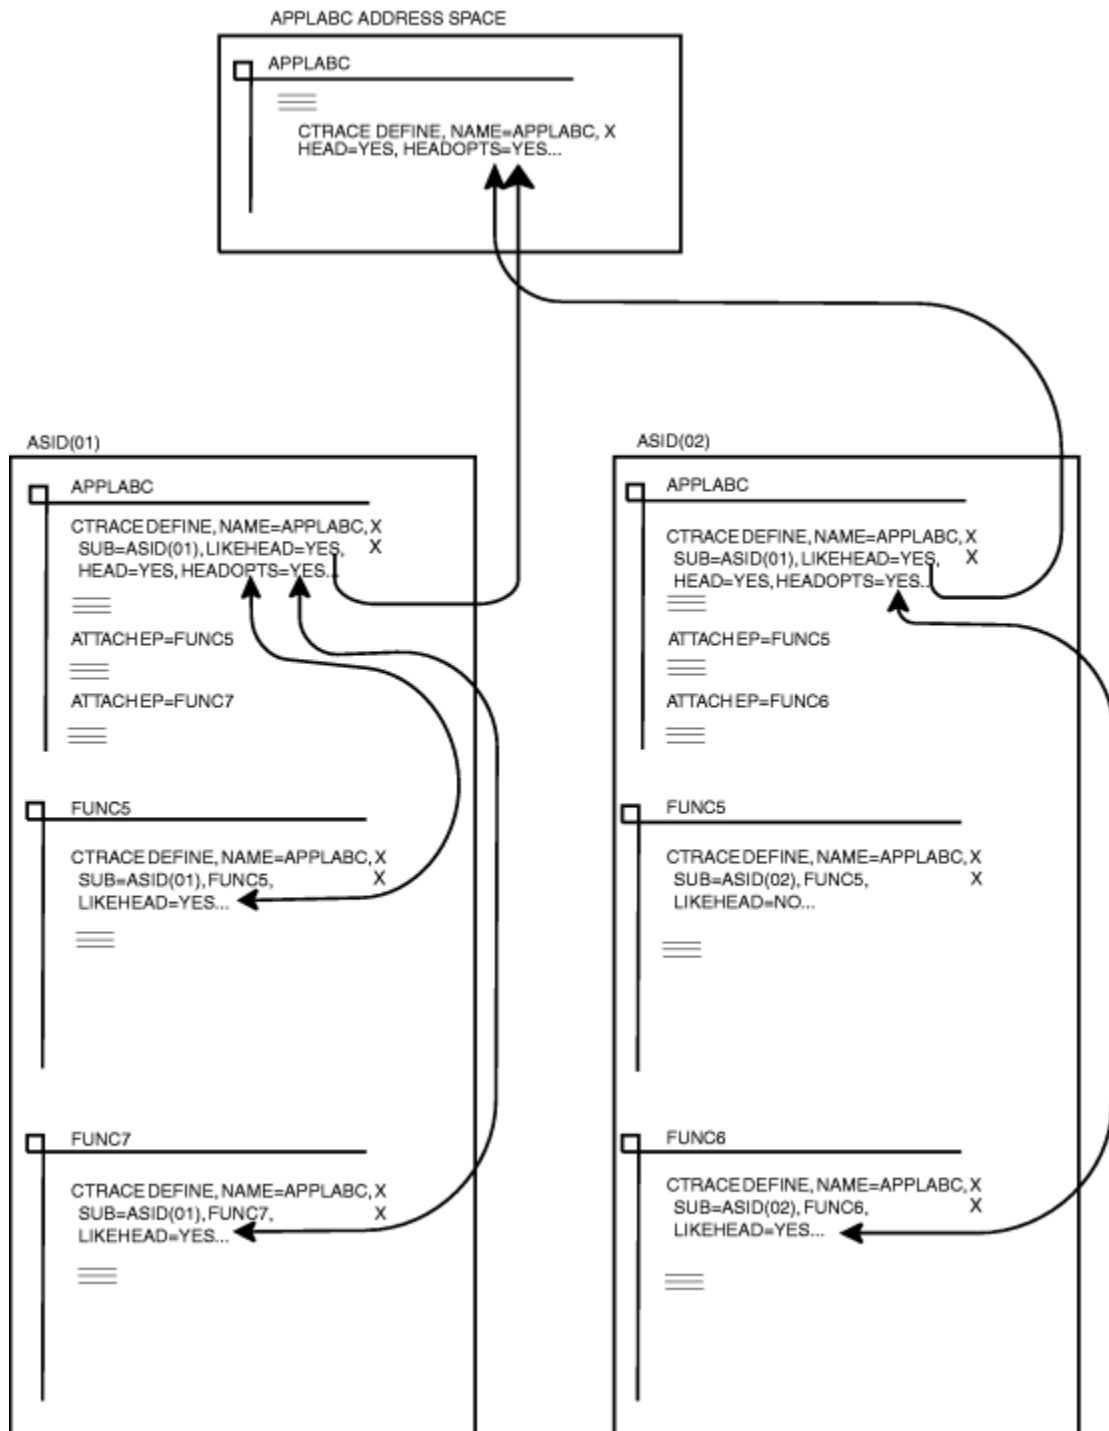 APPLABC ADDRESS SPACE
APPLABC
CTRACE DEFINE, NAME=APPLABC, X
HEAD=YES, HEADOPTS=YES...
ASID(01)
APPLABC
CTRACE DEFINE, NAME=APPLABC, X
SUB=ASID(01), LIKEHEAD=YES, X
HEAD=YES, HEADOPTS=YES...
ATTACH EP=FUNC5
ATTACH EP=FUNC7
FUNC5
CTRACE DEFINE, NAME=APPLABC, X
SUB=ASID(01), FUNC5, X
LIKEHEAD=YES...
FUNC7
CTRACE DEFINE, NAME=APPLABC, X
SUB=ASID(01), FUNC7, X
LIKEHEAD=YES...
ASID(02)
APPLABC
CTRACE DEFINE, NAME=APPLABC, X
SUB=ASID(01), LIKEHEAD=YES, X
HEAD=YES, HEADOPTS=YES...
ATTACH EP=FUNC5
ATTACH EP=FUNC6
FUNC5
CTRACE DEFINE, NAME=APPLABC, X
SUB=ASID(02), FUNC5, X
LIKEHEAD=NO...
FUNC6
CTRACE DEFINE, NAME=APPLABC, X
SUB=ASID(02), FUNC6, X
LIKEHEAD=YES...